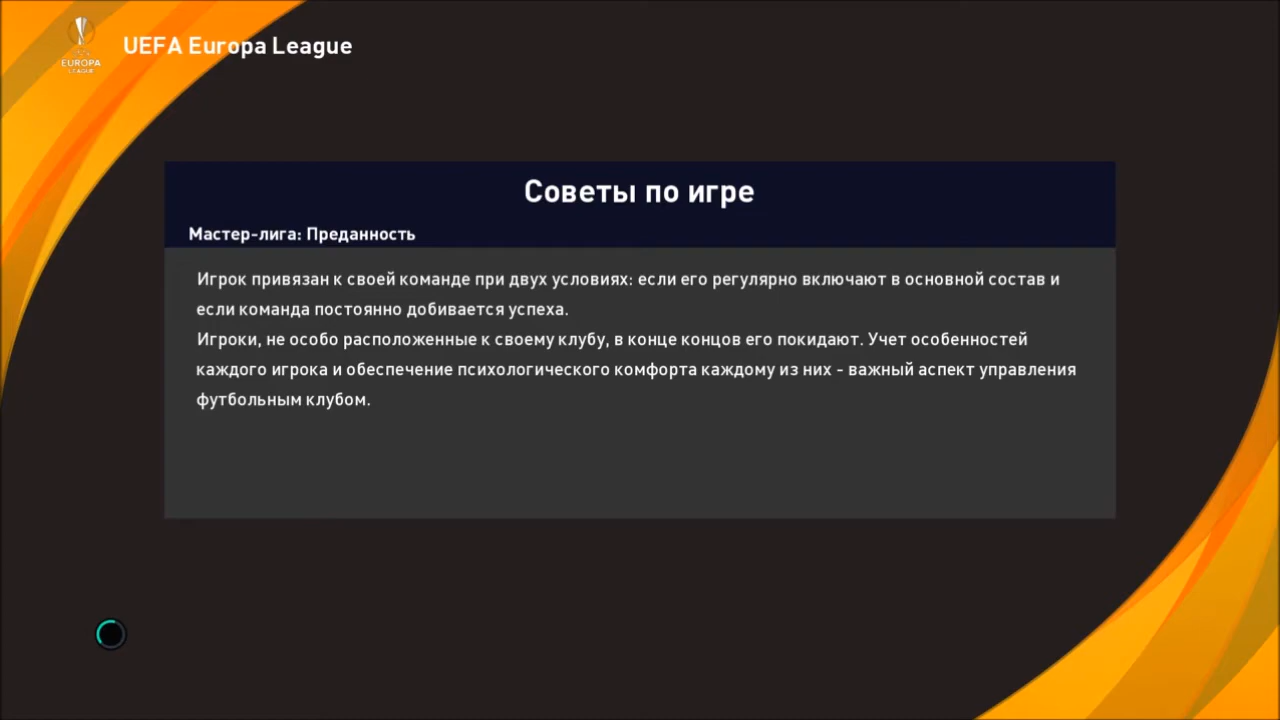 UEFA Europa League
EUROPA
LEAGUE
Советы по игре
Мастер-лига: Преданность
Игрок привязан к своей команде при двух условиях: если его регулярно включают в основной состав и
если команда постоянно добивается успеха.
Игроки, не особо расположенные к своему клубу, в конце концов его покидают. Учет особенностей
каждого игрока и обеспечение психологического комфорта каждому из них - важный аспект управления
футбольным клубом.